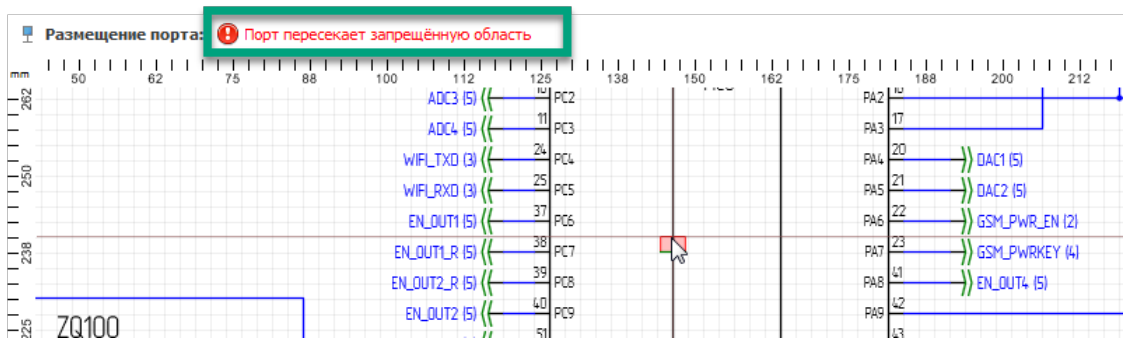 Размещение порта: Порт пересекает запрещённую область
mm 50 62 75 88 100 112 125 138 150 162 175 188 200 212
262 ADC3 (5) PC2 PA2
ADC4 (5) 11 PC3 PA3 17
WIFI_TXD (3) 24 PC4 PA4 20 DAC1 (5)
250 WIFI_RXD (3) 25 PC5 PA5 21 DAC2 (5)
EN_OUT1 (5) 37 PC6 PA6 22 GSM_PWR_EN (2)
238 EN_OUT1_R (5) 38 PC7 PA7 23 GSM_PWRKEY (4)
EN_OUT2_R (5) 39 PC8 PA8 41 EN_OUT4 (5)
EN_OUT2 (5) 40 PC9 PA9 42
225 ZQ100 51 43